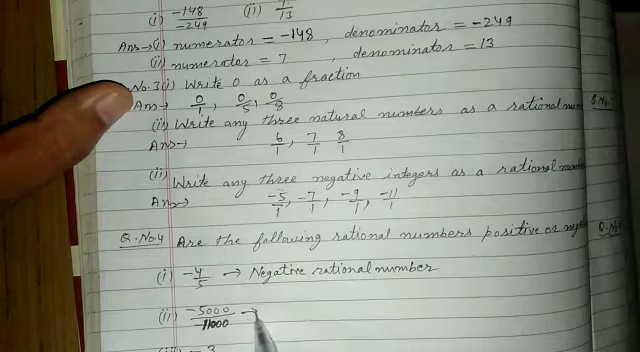 (i) -148/-249 (ii) 7/13
Ans→(i) numerator = -148, denominator = -249
(ii) numerator = 7 denominator = 13
No. 3(i) Write 0 as a fraction
Ans→ 0/1, 0/5, 0/8
(ii) Write any three natural numbers as a rational
Ans→ 6/1, 7/1 8/1
(iii) Write any three negative integers as a rational
Ans→ -5/1, -7/1, -9/1, -11/1
Q.No4 Are the following rational numbers positive or
(i) -4/5 → Negative rational number
(ii) -5000/-11000 →